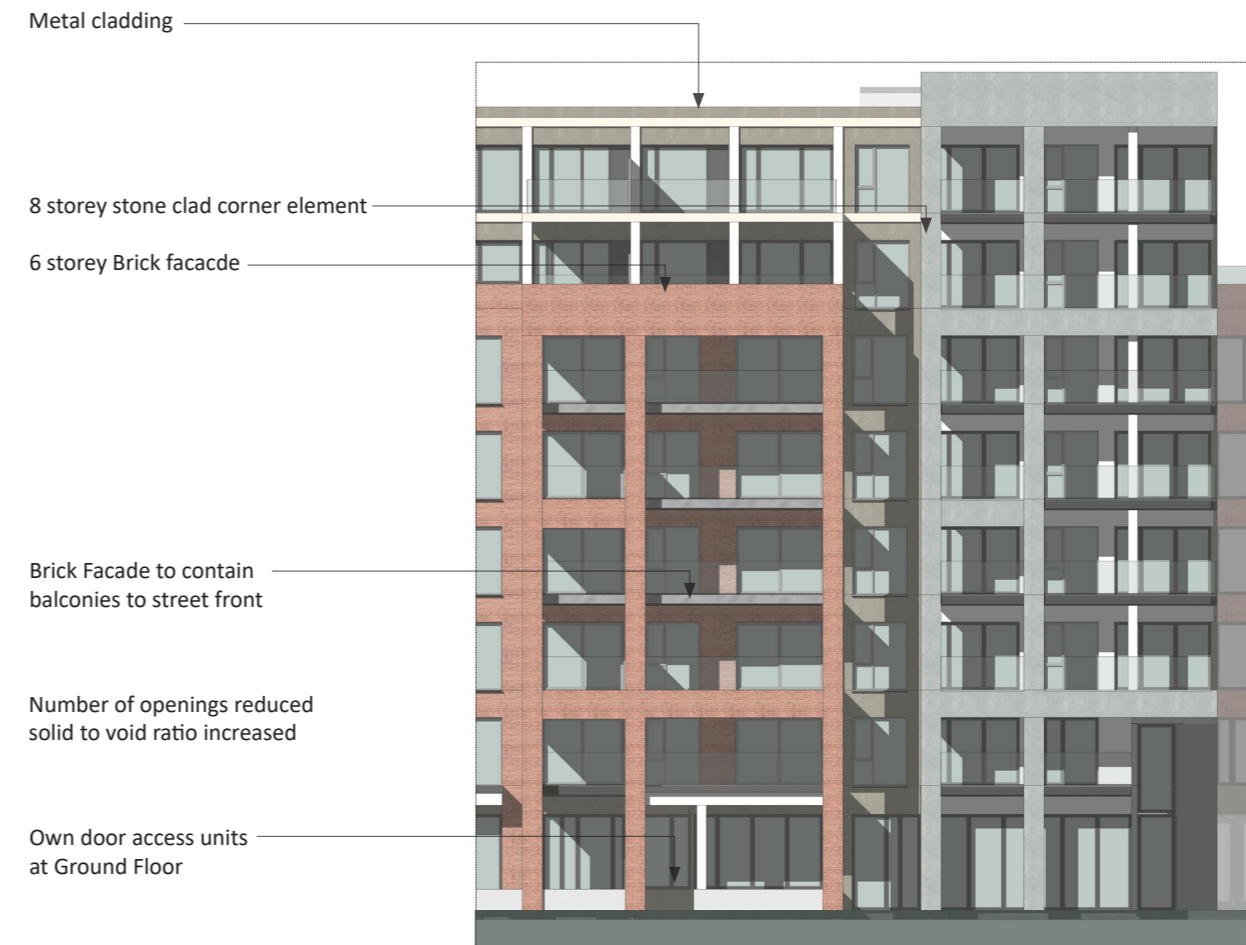 Metal cladding
8 storey stone clad corner element
6 storey Brick facacde
Brick Facade to contain
balconies to street front
Number of openings reduced
solid to void ratio increased
Own door access units
at Ground Floor